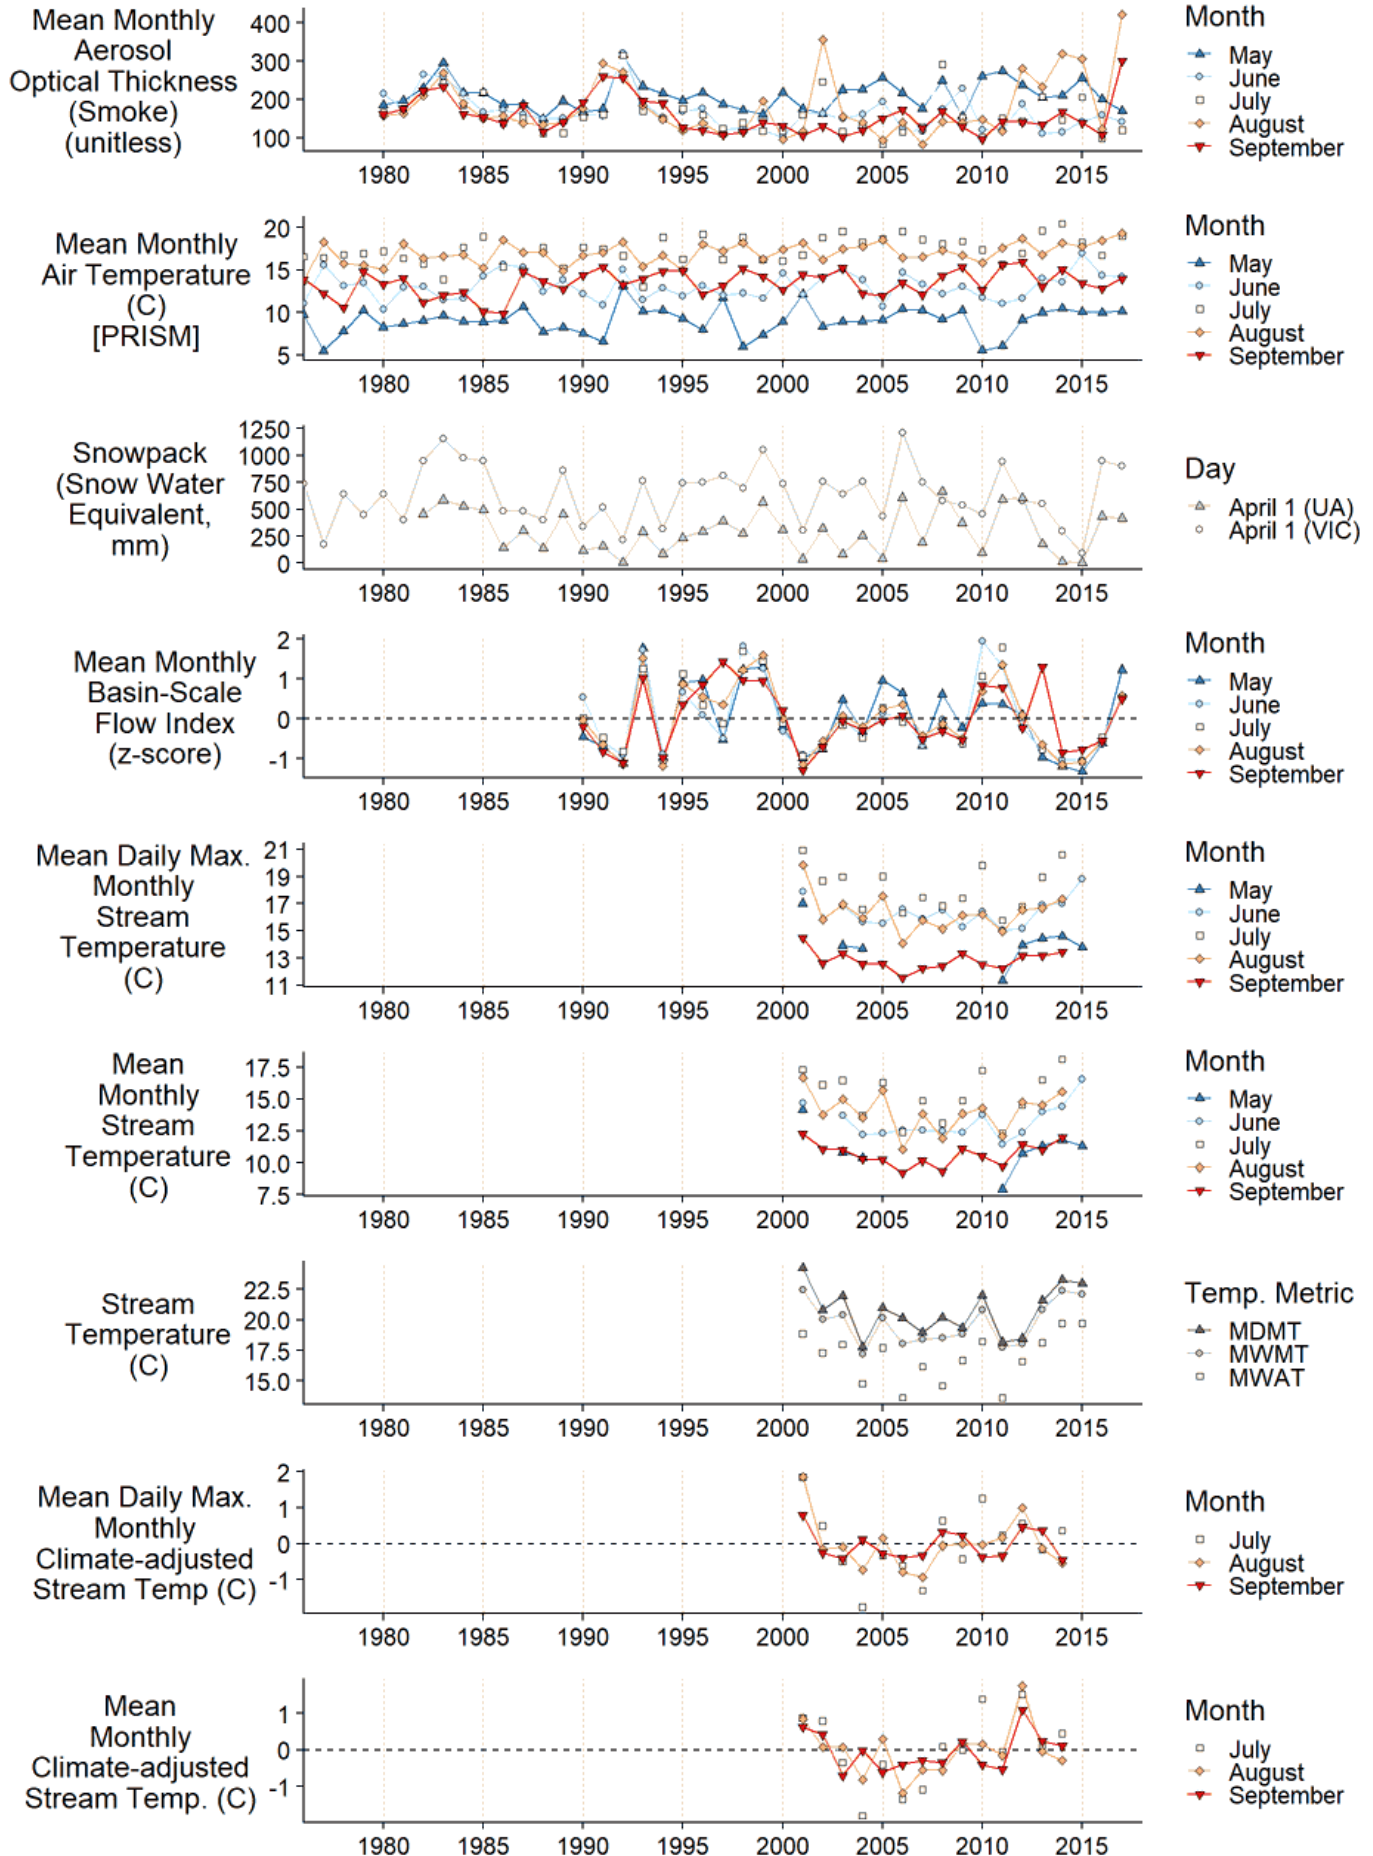 Mean Monthly
Aerosol
Optical Thickness
(Smoke)
(unitless)
400
300
200
100
1980 1985 1990 1995 2000 2005 2010 2015
Month
May
June
July
August
September
Mean Monthly
Air Temperature
(C)
[PRISM]
20
15
10
5
1980 1985 1990 1995 2000 2005 2010 2015
Month
May
June
July
August
September
Snowpack
(Snow Water
Equivalent,
mm)
1250
1000
750
500
250
0
1980 1985 1990 1995 2000 2005 2010 2015
Day
April 1 (UA)
April 1 (VIC)
Mean Monthly
Basin-Scale
Flow Index
(z-score)
2
1
0
-1
1980 1985 1990 1995 2000 2005 2010 2015
Month
May
June
July
August
September
Mean Daily Max.
Monthly
Stream
Temperature
(C)
21
19
17
15
13
11
1980 1985 1990 1995 2000 2005 2010 2015
Month
May
June
July
August
September
Mean
Monthly
Stream
Temperature
(C)
17.5
15.0
12.5
10.0
7.5
1980 1985 1990 1995 2000 2005 2010 2015
Month
May
June
July
August
September
Stream
Temperature
(C)
22.5
20.0
17.5
15.0
1980 1985 1990 1995 2000 2005 2010 2015
Temp. Metric
MDMT
MWMT
MWAT
Mean Daily Max.
Monthly
Climate-adjusted
Stream Temp (C)
2
1
0
-1
1980 1985 1990 1995 2000 2005 2010 2015
Month
July
August
September
Mean
Monthly
Climate-adjusted
Stream Temp. (C)
1
0
-1
1980 1985 1990 1995 2000 2005 2010 2015
Month
July
August
September